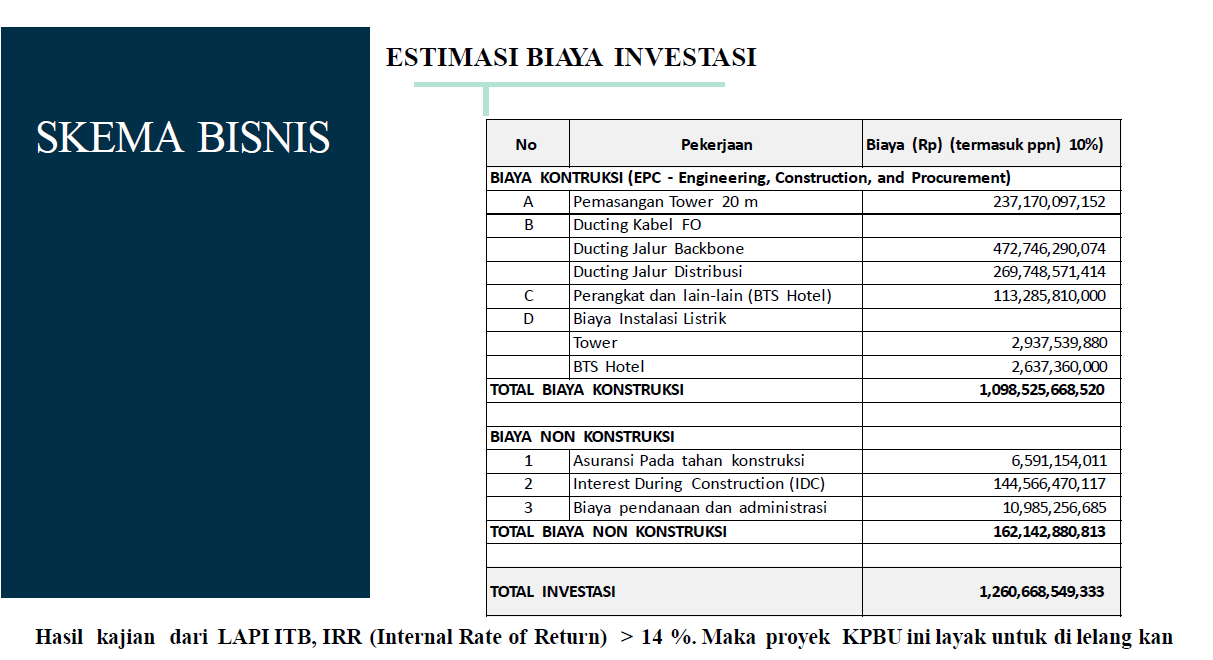 ESTIMASI BIAYA INVESTASI
SKEMA BISNIS
No Pekerjaan Biaya (Rp) (termasuk ppn) 10%)
BIAYA KONTRUKSI (EPC - Engineering, Construction, and Procurement)
A Pemasangan Tower 20 m 237,170,097,152
B Ducting Kabel FO
Ducting Jalur Backbone 472,746,290,074
Ducting Jalur Distribusi 269,748,571,414
C Perangkat dan lain-lain (BTS Hotel) 113,285,810,000
D Biaya Instalasi Listrik
Tower 2,937,539,880
BTS Hotel 2,637,360,000
TOTAL BIAYA KONSTRUKSI 1,098,525,668,520
BIAYA NON KONSTRUKSI
1 Asuransi Pada tahan konstruksi 6,591,154,011
2 Interest During Construction (IDC) 144,566,470,117
3 Biaya pendanaan dan administrasi 10,985,256,685
TOTAL BIAYA NON KONSTRUKSI 162,142,880,813
TOTAL INVESTASI 1,260,668,549,333
Hasil kajian dari LAPI ITB, IRR (Internal Rate of Return) > 14 %. Maka proyek KPBU ini layak untuk di lelang kan